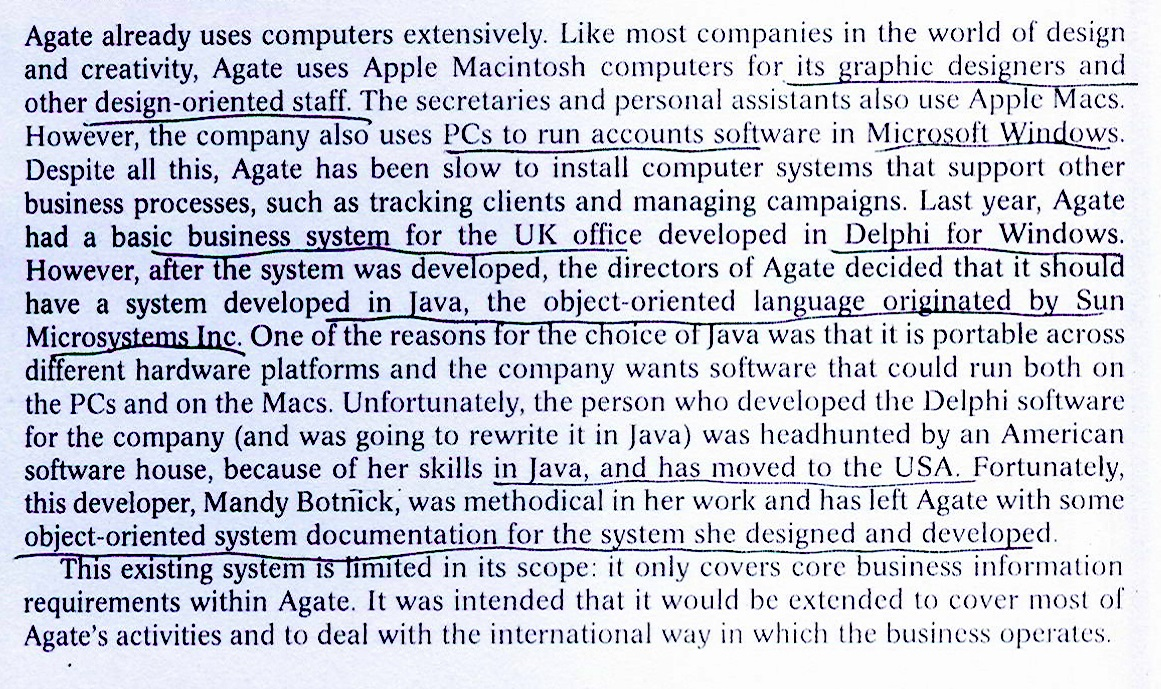 Agate already uses computers extensively. Like most companies in the world of design
and creativity, Agate uses Apple Macintosh computers for its graphic designers and
other design-oriented staff. The secretaries and personal assistants also use Apple Macs.
However, the company also uses PCs to run accounts software in Microsoft Windows.
Despite all this, Agate has been slow to install computer systems that support other
business processes, such as tracking clients and managing campaigns. Last year, Agate
had a basic business system for the UK office developed in Delphi for Windows.
However, after the system was developed, the directors of Agate decided that it should
have a system developed in Java, the object-oriented language originated by Sun
Microsystems Inc. One of the reasons for the choice of Java was that it is portable across
different hardware platforms and the company wants software that could run both on
the PCs and on the Macs. Unfortunately, the person who developed the Delphi software
for the company (and was going to rewrite it in Java) was headhunted by an American
software house, because of her skills in Java, and has moved to the USA. Fortunately,
this developer, Mandy Botnick, was methodical in her work and has left Agate with some
object-oriented system documentation for the system she designed and developed.
This existing system is limited in its scope: it only covers core business information
requirements within Agate. It was intended that it would be extended to cover most of
Agate's activities and to deal with the international way in which the business operates.